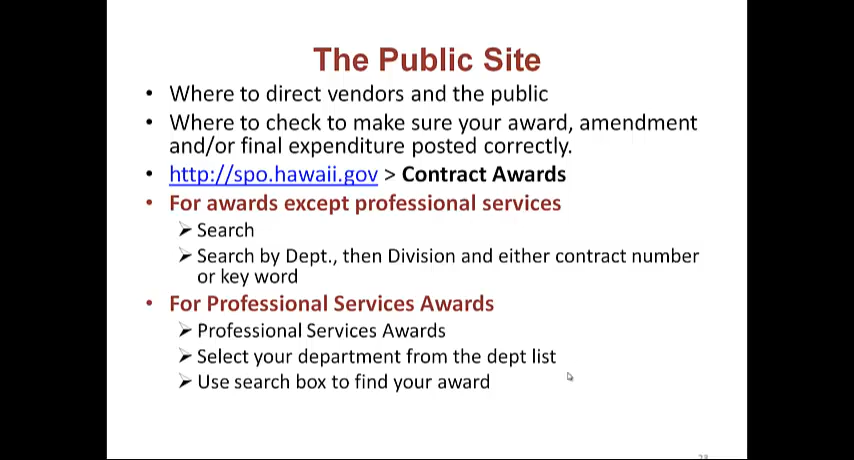 The Public Site
• Where to direct vendors and the public
• Where to check to make sure your award, amendment
and/or final expenditure posted correctly.
• http://spo.hawaii.gov > Contract Awards
• For awards except professional services
➢ Search
➢ Search by Dept., then Division and either contract number
or key word
• For Professional Services Awards
➢ Professional Services Awards
➢ Select your department from the dept list
➢ Use search box to find your award